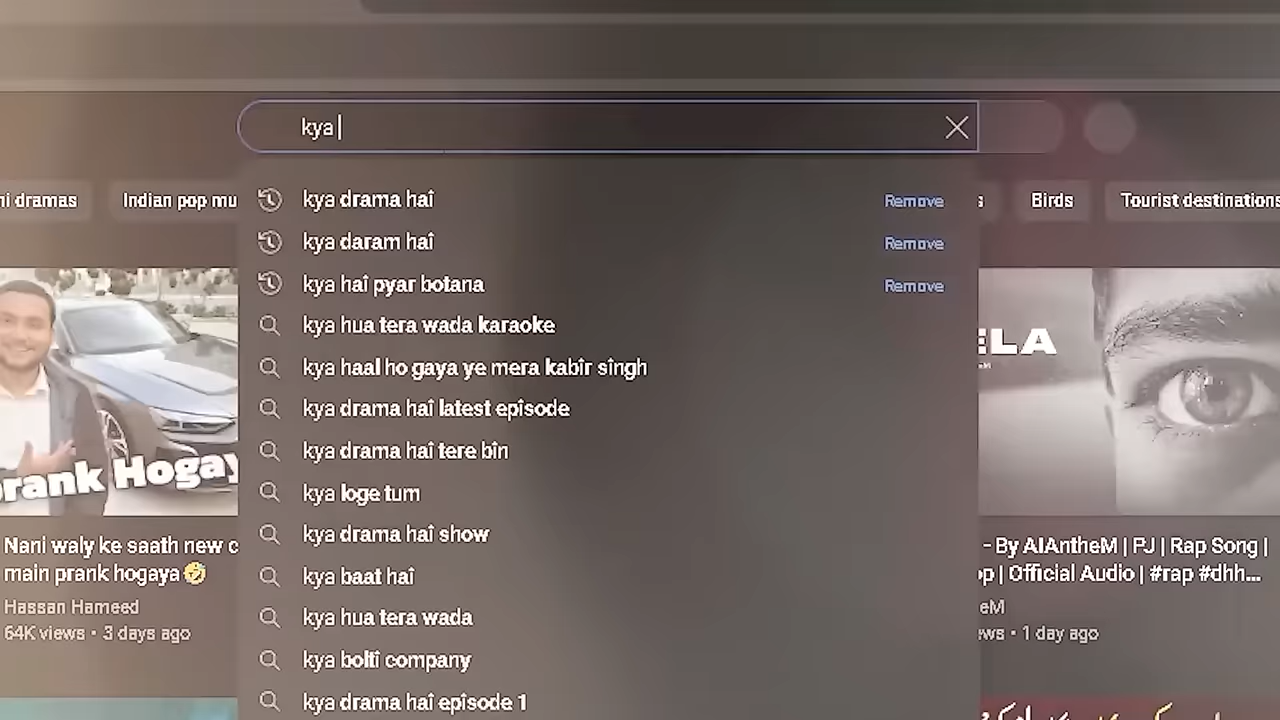 kya
ni dramas
Indian pop mu
s
Birds
Tourist destinations
kya drama hai
Remove
kya daram hai
Remove
kya hai pyar botana
Remove
kya hua tera wada karaoke
kya haal ho gaya ye mera kabir singh
kya drama hai latest episode
kya drama hai tere bin
kya loge tum
kya drama hai show
kya baat hai
kya hua tera wada
kya bolti company
kya drama hai episode 1
prank Hogay
Nani waly ke saath new c
main prank hogaya🤣
Hassan Hameed
64K views • 3 days ago
ELA
- By AlAntheM | PJ | Rap Song |
op | Official Audio | #rap #dhh...
eM
ews • 1 day ago